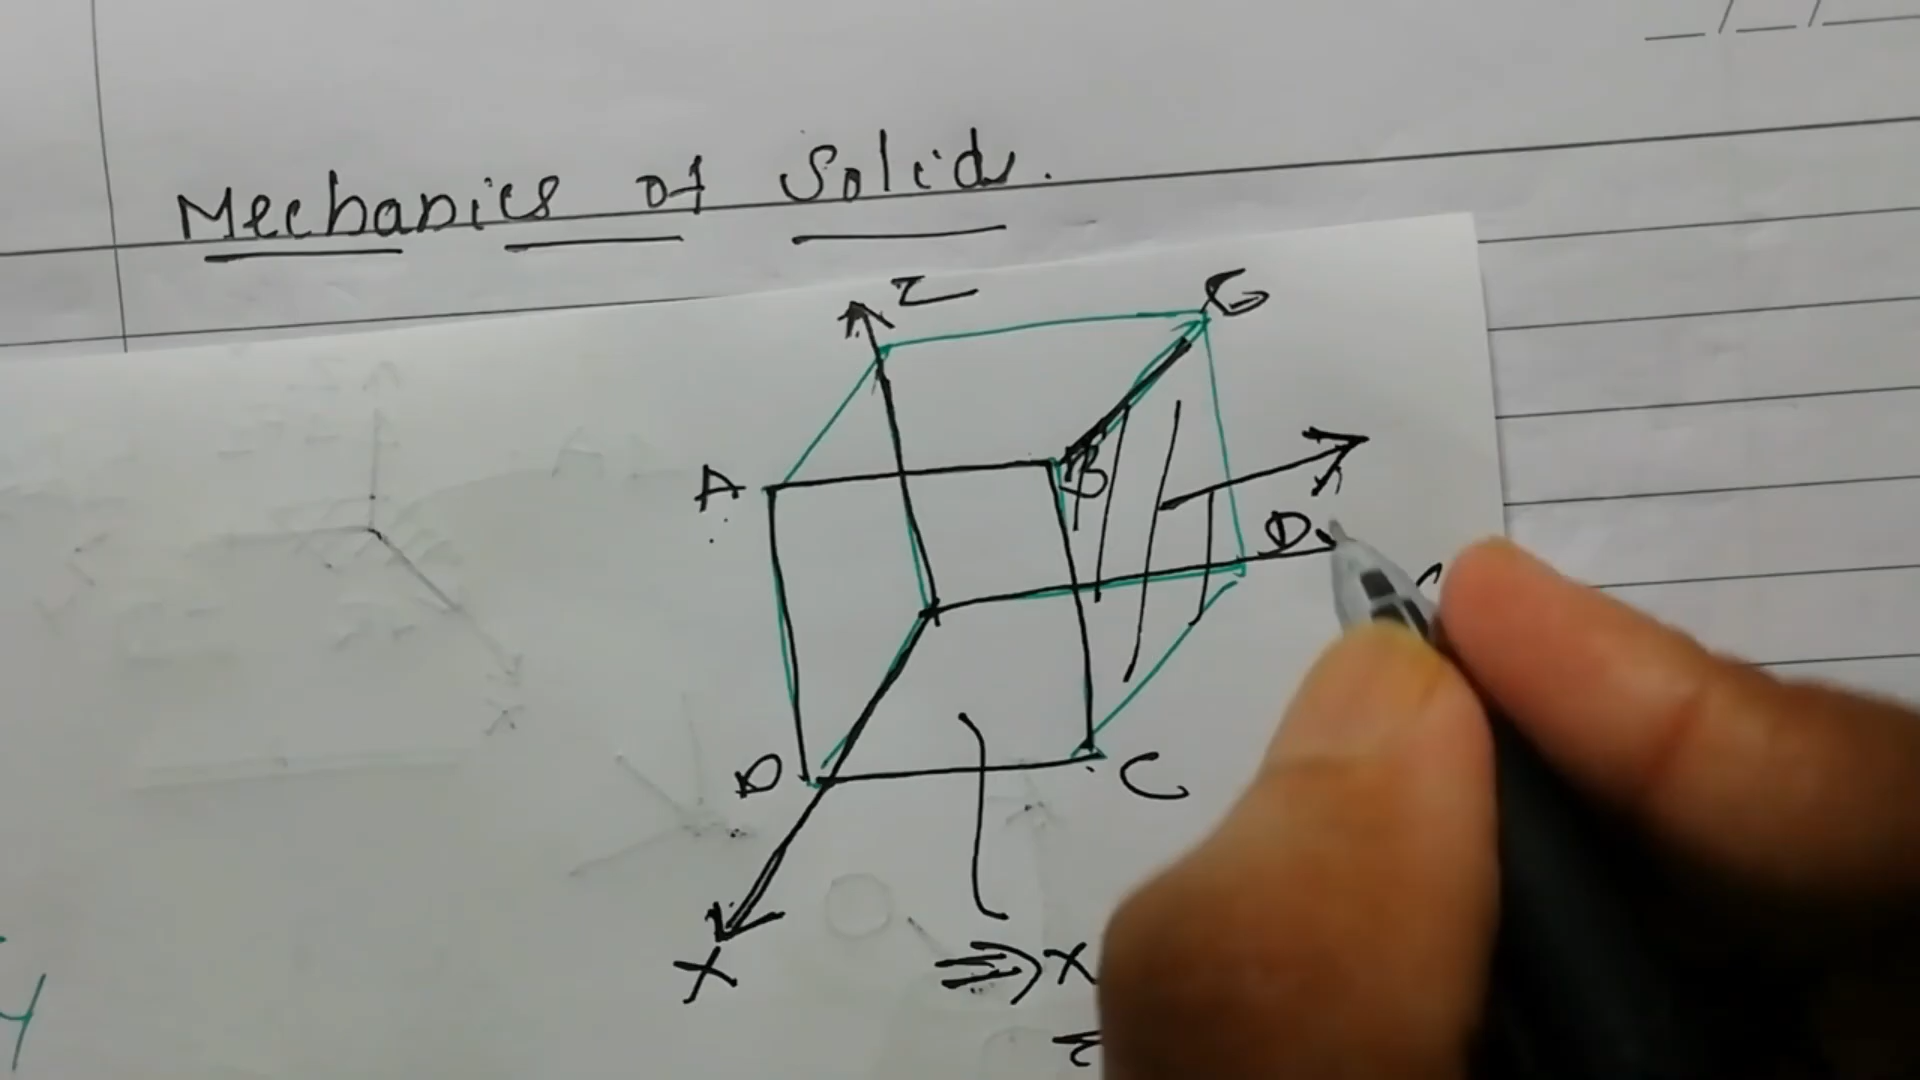 Mechanics of Solids.
Z
G
A
B
D
D
C
X
⇒ X
Y